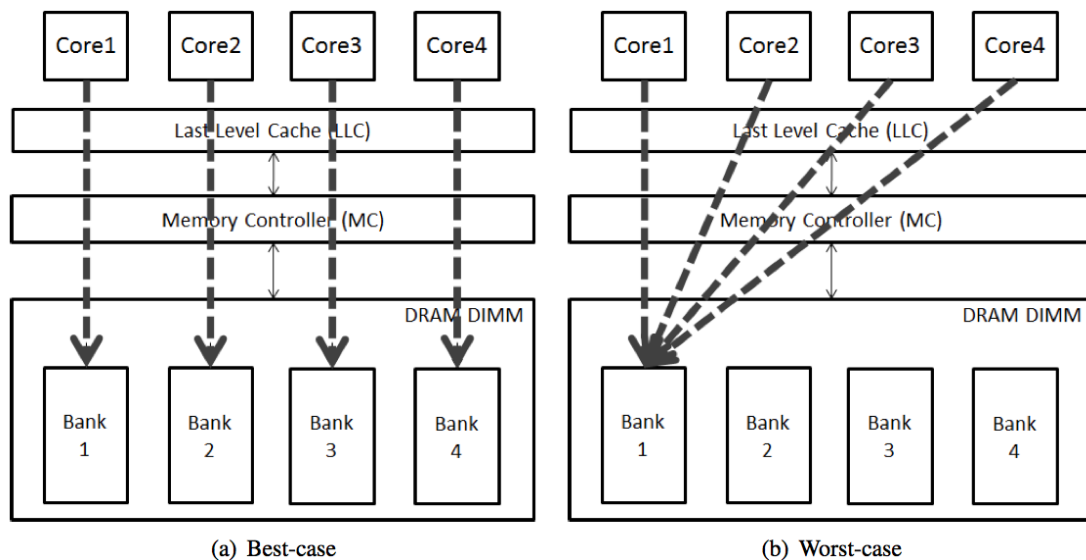 Core1 Core2 Core3 Core4
Last Level Cache (LLC)
Memory Controller (MC)
DRAM DIMM
Bank 1
Bank 2
Bank 3
Bank 4
(a) Best-case
Core1 Core2 Core3 Core4
Last Level Cache (LLC)
Memory Controller (MC)
DRAM DIMM
Bank 1
Bank 2
Bank 3
Bank 4
(b) Worst-case